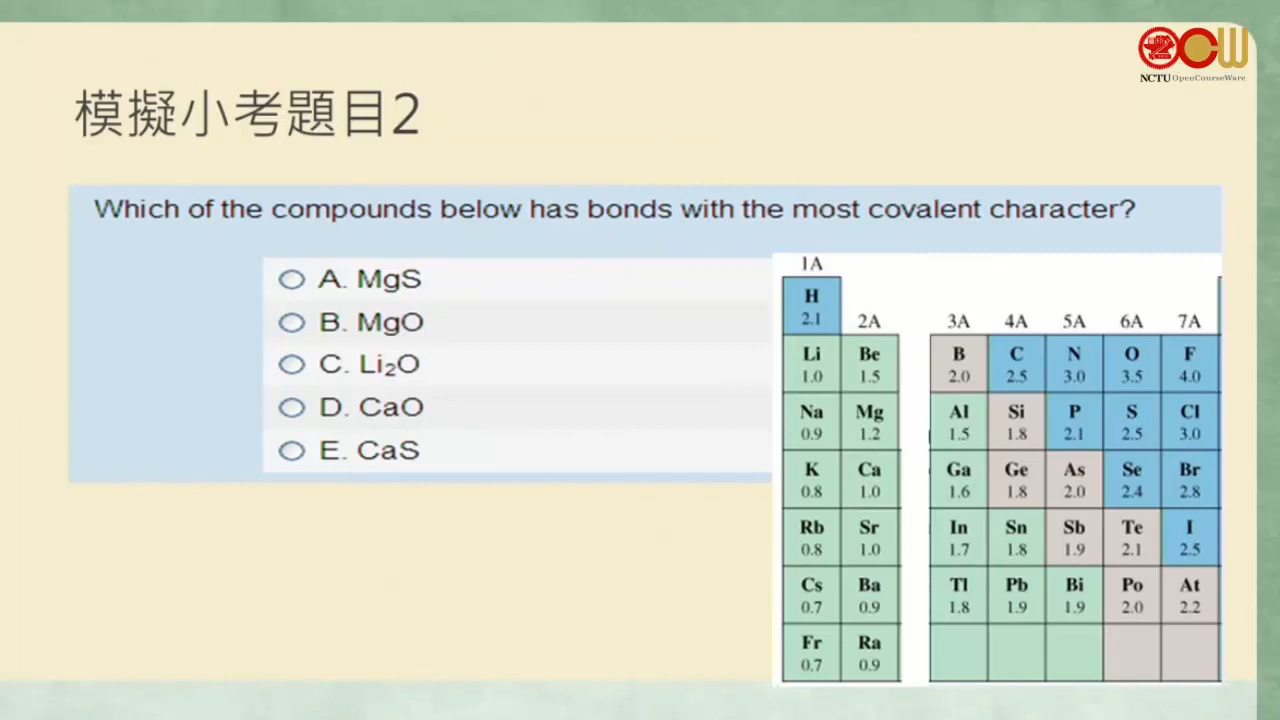 NCTU OpenCourseWare
模擬小考題目2
Which of the compounds below has bonds with the most covalent character?
A. MgS
B. MgO
C. Li₂O
D. CaO
E. CaS
1A
H
2.1
2A 3A 4A 5A 6A 7A
Li Be B C N O F
1.0 1.5 2.0 2.5 3.0 3.5 4.0
Na Mg Al Si P S Cl
0.9 1.2 1.5 1.8 2.1 2.5 3.0
K Ca Ga Ge As Se Br
0.8 1.0 1.6 1.8 2.0 2.4 2.8
Rb Sr In Sn Sb Te I
0.8 1.0 1.7 1.8 1.9 2.1 2.5
Cs Ba Tl Pb Bi Po At
0.7 0.9 1.8 1.9 1.9 2.0 2.2
Fr Ra
0.7 0.9